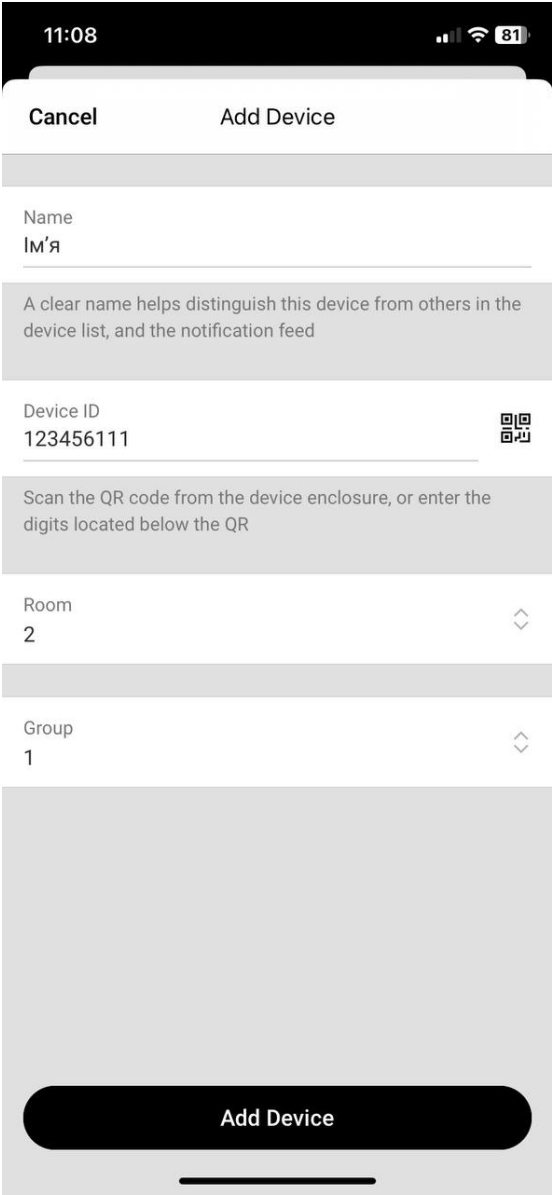 11:08
81
Cancel
Add Device
Name
Ім’я
A clear name helps distinguish this device from others in the
device list, and the notification feed
Device ID
123456111
Scan the QR code from the device enclosure, or enter the
digits located below the QR
Room
2
Group
1
Add Device